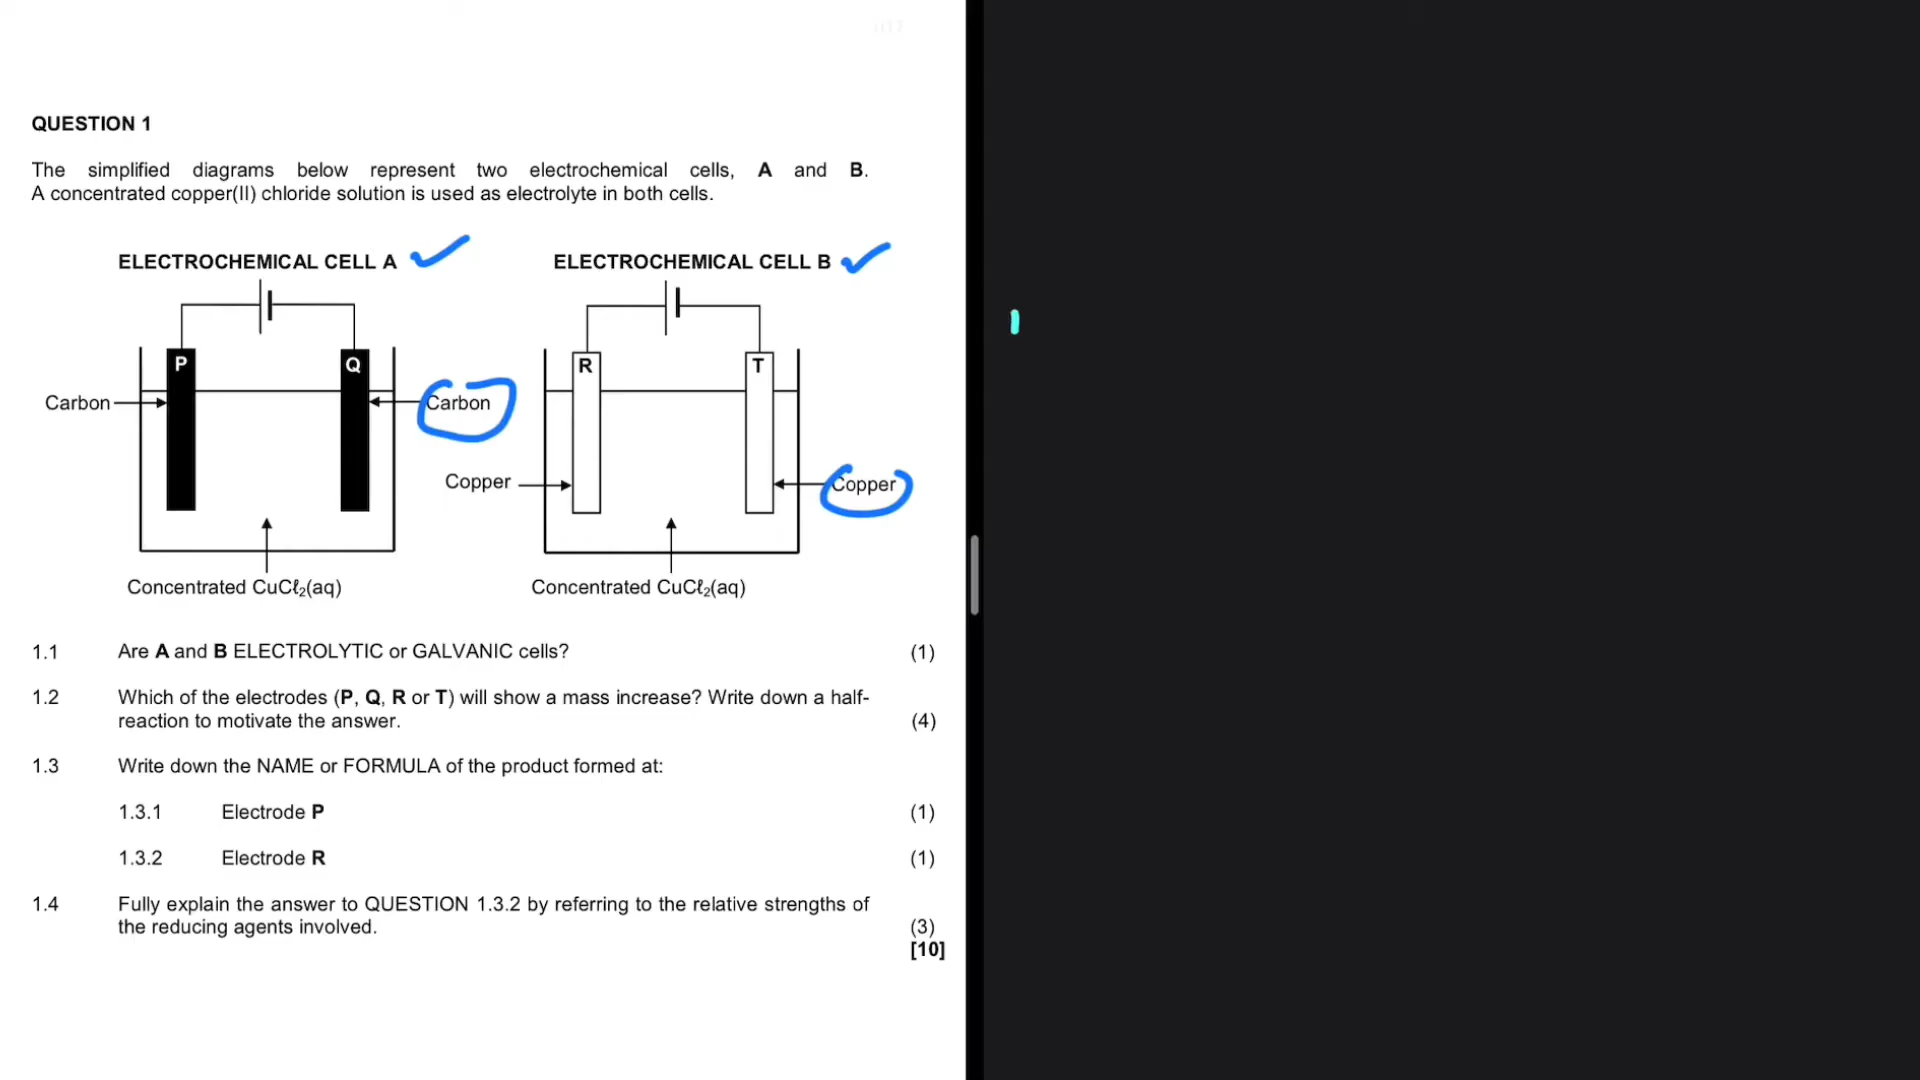 QUESTION 1
The simplified diagrams below represent two electrochemical cells, A and B.
A concentrated copper(II) chloride solution is used as electrolyte in both cells.
ELECTROCHEMICAL CELL A
ELECTROCHEMICAL CELL B
P
Q
R
T
Carbon
Carbon
Copper
Copper
Concentrated CuCℓ₂(aq)
Concentrated CuCℓ₂(aq)
1.1 Are A and B ELECTROLYTIC or GALVANIC cells? (1)
1.2 Which of the electrodes (P, Q, R or T) will show a mass increase? Write down a half-
reaction to motivate the answer. (4)
1.3 Write down the NAME or FORMULA of the product formed at:
1.3.1 Electrode P (1)
1.3.2 Electrode R (1)
1.4 Fully explain the answer to QUESTION 1.3.2 by referring to the relative strengths of
the reducing agents involved. (3)
[10]